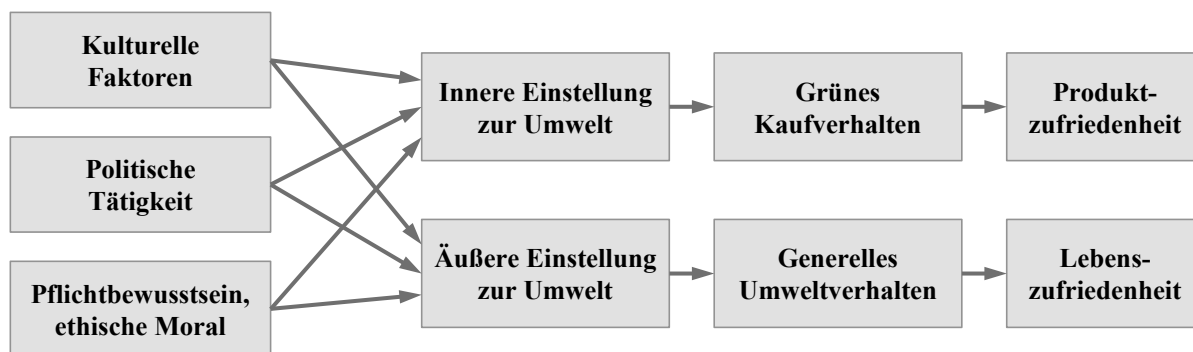 Kulturelle
Faktoren
Politische
Tätigkeit
Pflichtbewusstsein,
ethische Moral
Innere Einstellung
zur Umwelt
Äußere Einstellung
zur Umwelt
Grünes
Kaufverhalten
Generelles
Umweltverhalten
Produkt-
zufriedenheit
Lebens-
zufriedenheit